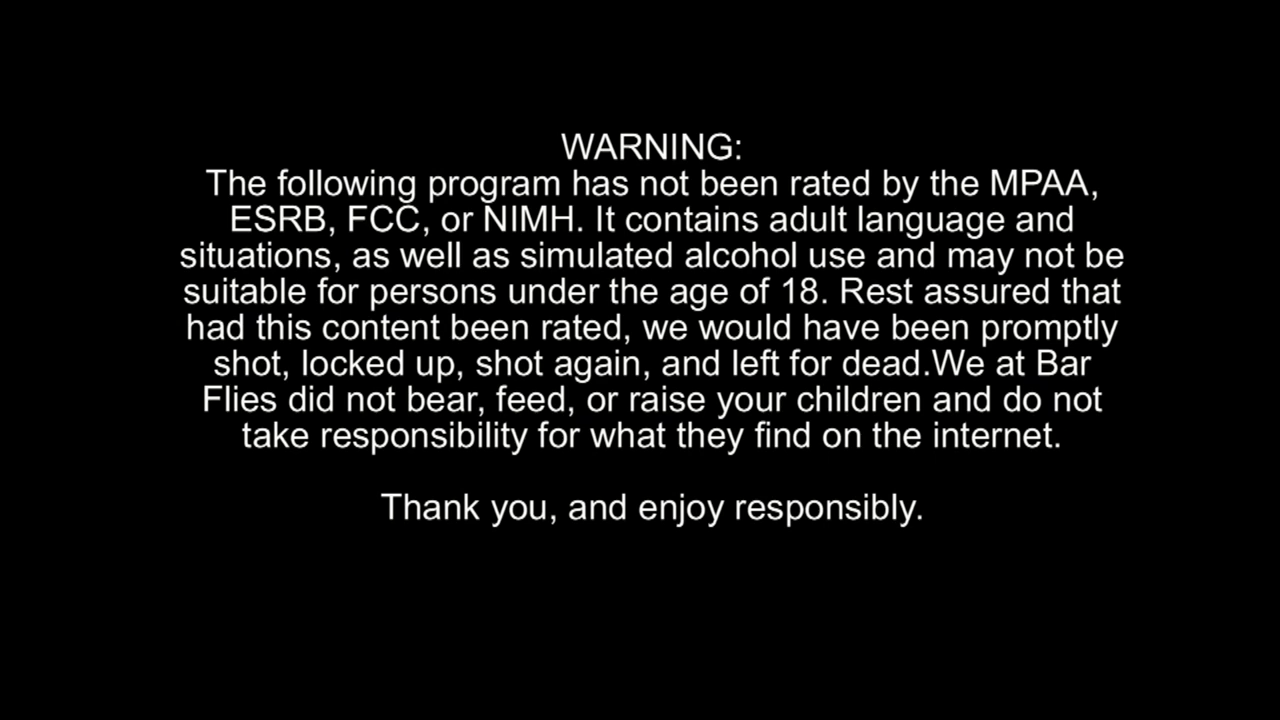 WARNING:
The following program has not been rated by the MPAA,
ESRB, FCC, or NIMH. It contains adult language and
situations, as well as simulated alcohol use and may not be
suitable for persons under the age of 18. Rest assured that
had this content been rated, we would have been promptly
shot, locked up, shot again, and left for dead.We at Bar
Flies did not bear, feed, or raise your children and do not
take responsibility for what they find on the internet.
Thank you, and enjoy responsibly.